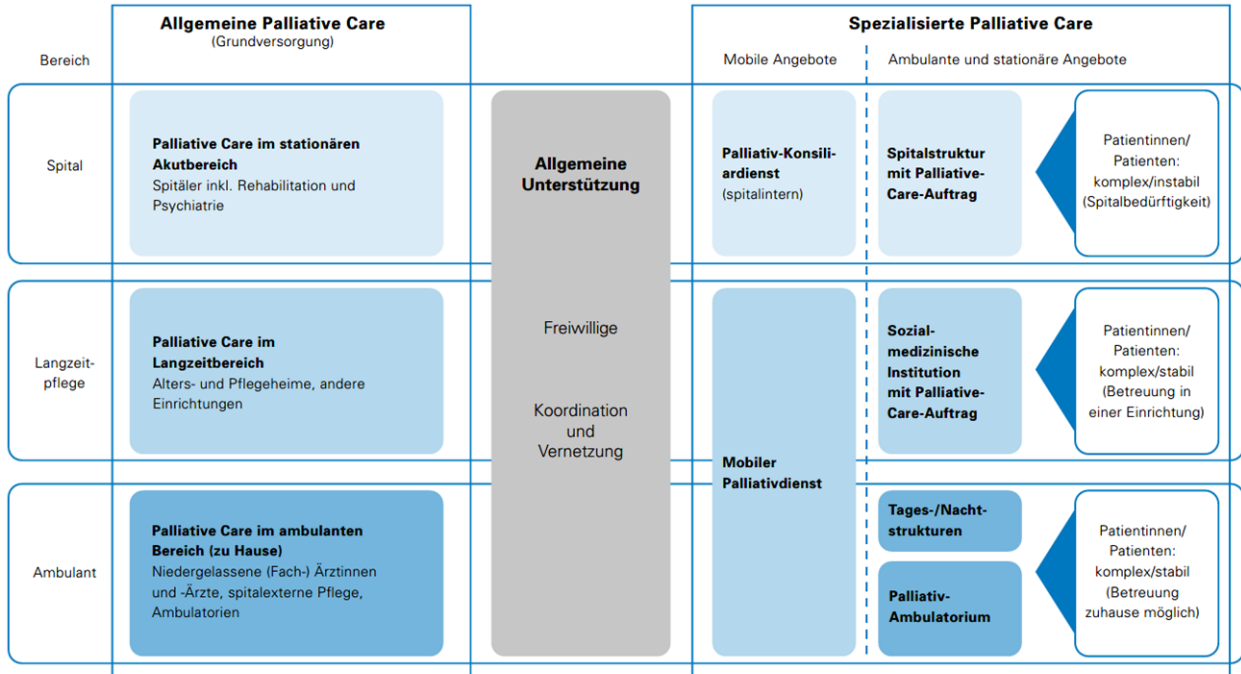 Allgemeine Palliative Care
(Grundversorgung)
Spezialisierte Palliative Care
Bereich
Mobile Angebote
Ambulante und stationäre Angebote
Spital
Palliative Care im stationären
Akutbereich
Spitäler inkl. Rehabilitation und
Psychiatrie
Allgemeine
Unterstützung
Freiwillige
Koordination
und
Vernetzung
Palliativ-Konsili-
ardienst
(spitalintern)
Spitalstruktur
mit Palliative-
Care-Auftrag
Patientinnen/
Patienten:
komplex/instabil
(Spitalbedürftigkeit)
Langzeit-
pflege
Palliative Care im
Langzeitbereich
Alters- und Pflegeheime, andere
Einrichtungen
Mobiler
Palliativdienst
Sozial-
medizinische
Institution
mit Palliative-
Care-Auftrag
Patientinnen/
Patienten:
komplex/stabil
(Betreuung in
einer Einrichtung)
Ambulant
Palliative Care im ambulanten
Bereich (zu Hause)
Niedergelassene (Fach-) Ärztinnen
und -Ärzte, spitalexterne Pflege,
Ambulatorien
Tages-/Nacht-
strukturen
Palliativ-
Ambulatorium
Patientinnen/
Patienten:
komplex/stabil
(Betreuung
zuhause möglich)